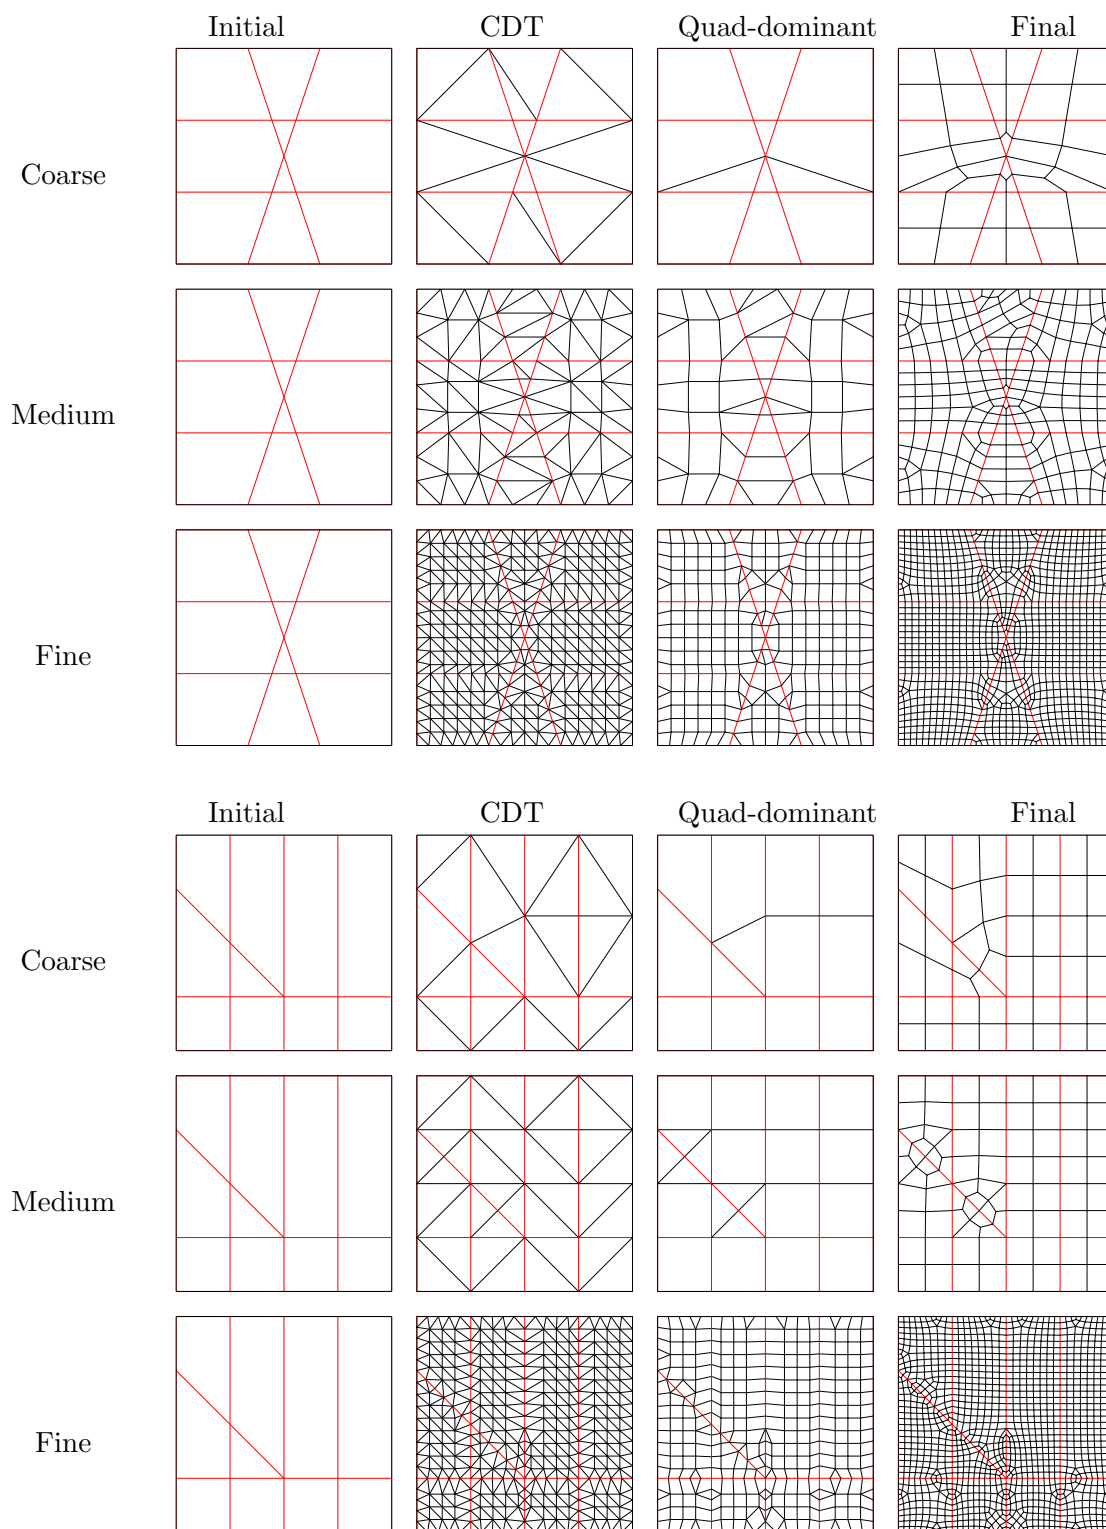 Initial CDT Quad-dominant Final
Coarse
Medium
Fine
Initial CDT Quad-dominant Final
Coarse
Medium
Fine